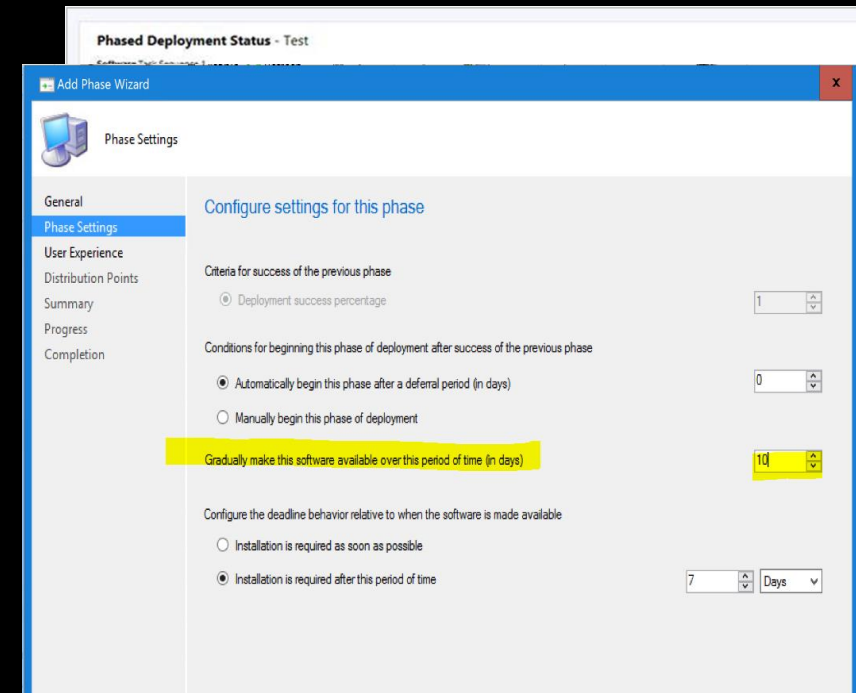 Phased Deployment Status - Test
Add Phase Wizard
x
Phase Settings
General
Phase Settings
User Experience
Distribution Points
Summary
Progress
Completion
Configure settings for this phase
Criteria for success of the previous phase
Deployment success percentage
1
Conditions for beginning this phase of deployment after success of the previous phase
Automatically begin this phase after a deferral period (in days)
0
Manually begin this phase of deployment
Gradually make this software available over this period of time (in days)
10
Configure the deadline behavior relative to when the software is made available
Installation is required as soon as possible
Installation is required after this period of time
7
Days